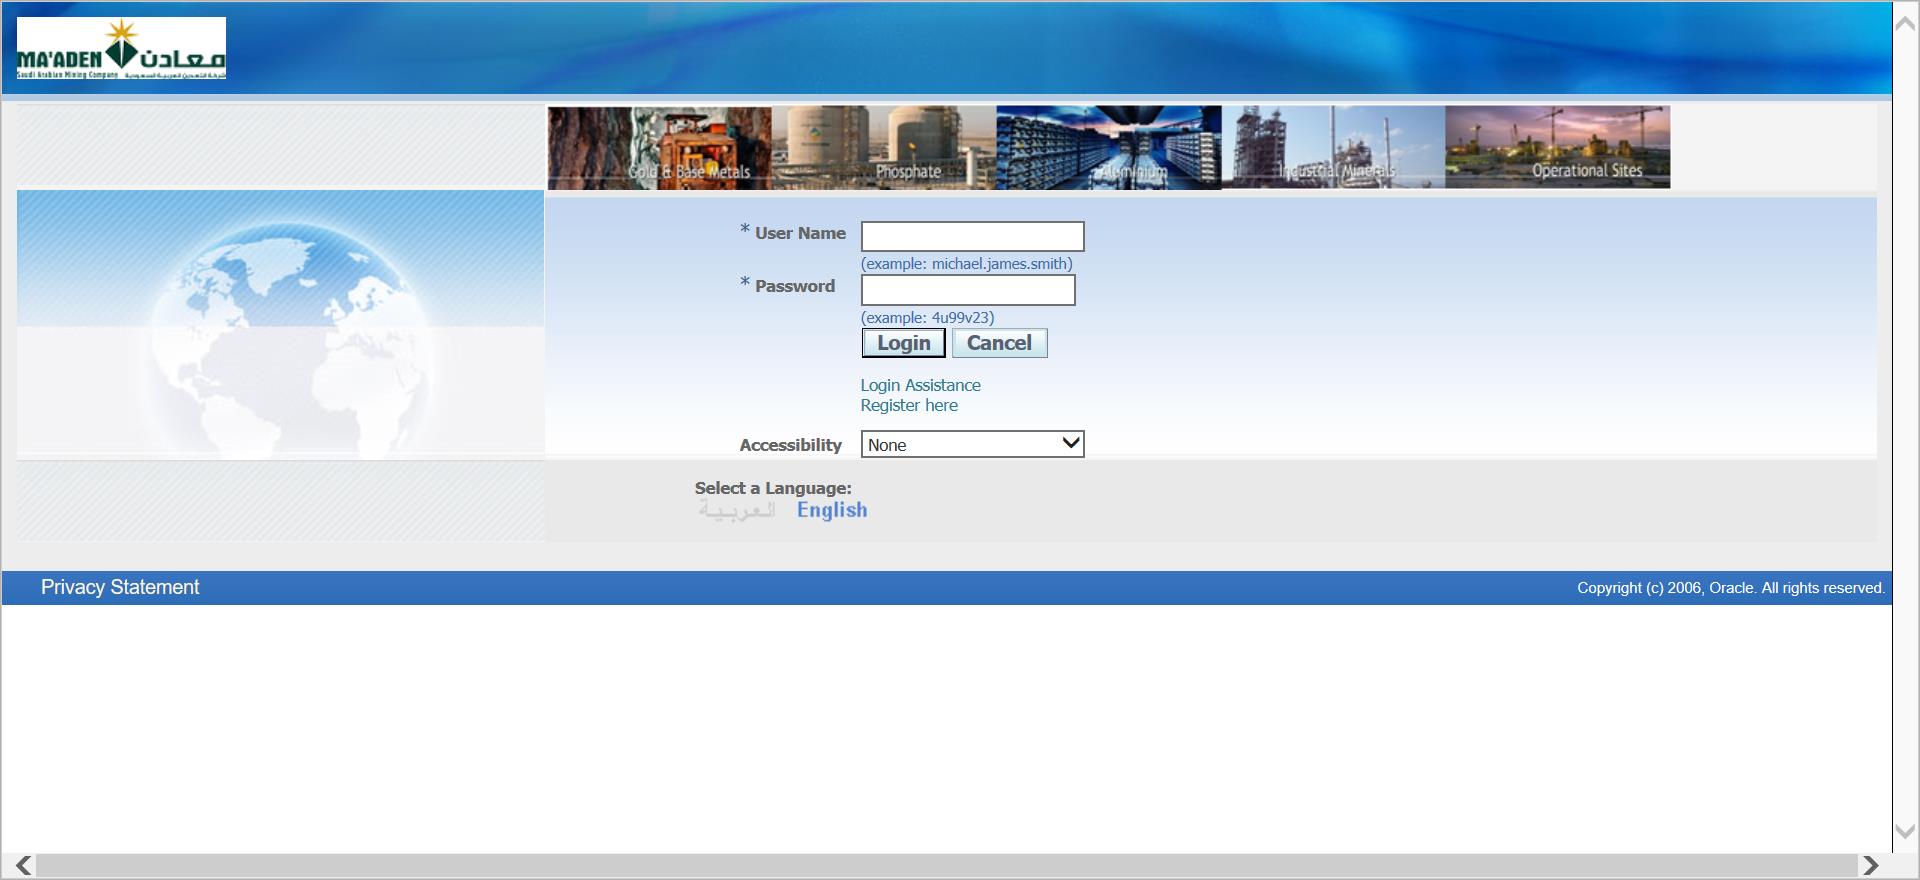 MA'ADEN معادن
Saudi Arabian Mining Company شركة التعدين العربية السعودية
Gold & Base Metals
Phosphate
Aluminium
Industrial Minerals
Operational Sites
* User Name
(example: michael.james.smith)
* Password
(example: 4u99v23)
Login Cancel
Login Assistance
Register here
Accessibility None
Select a Language:
العربية English
Privacy Statement
Copyright (c) 2006, Oracle. All rights reserved.